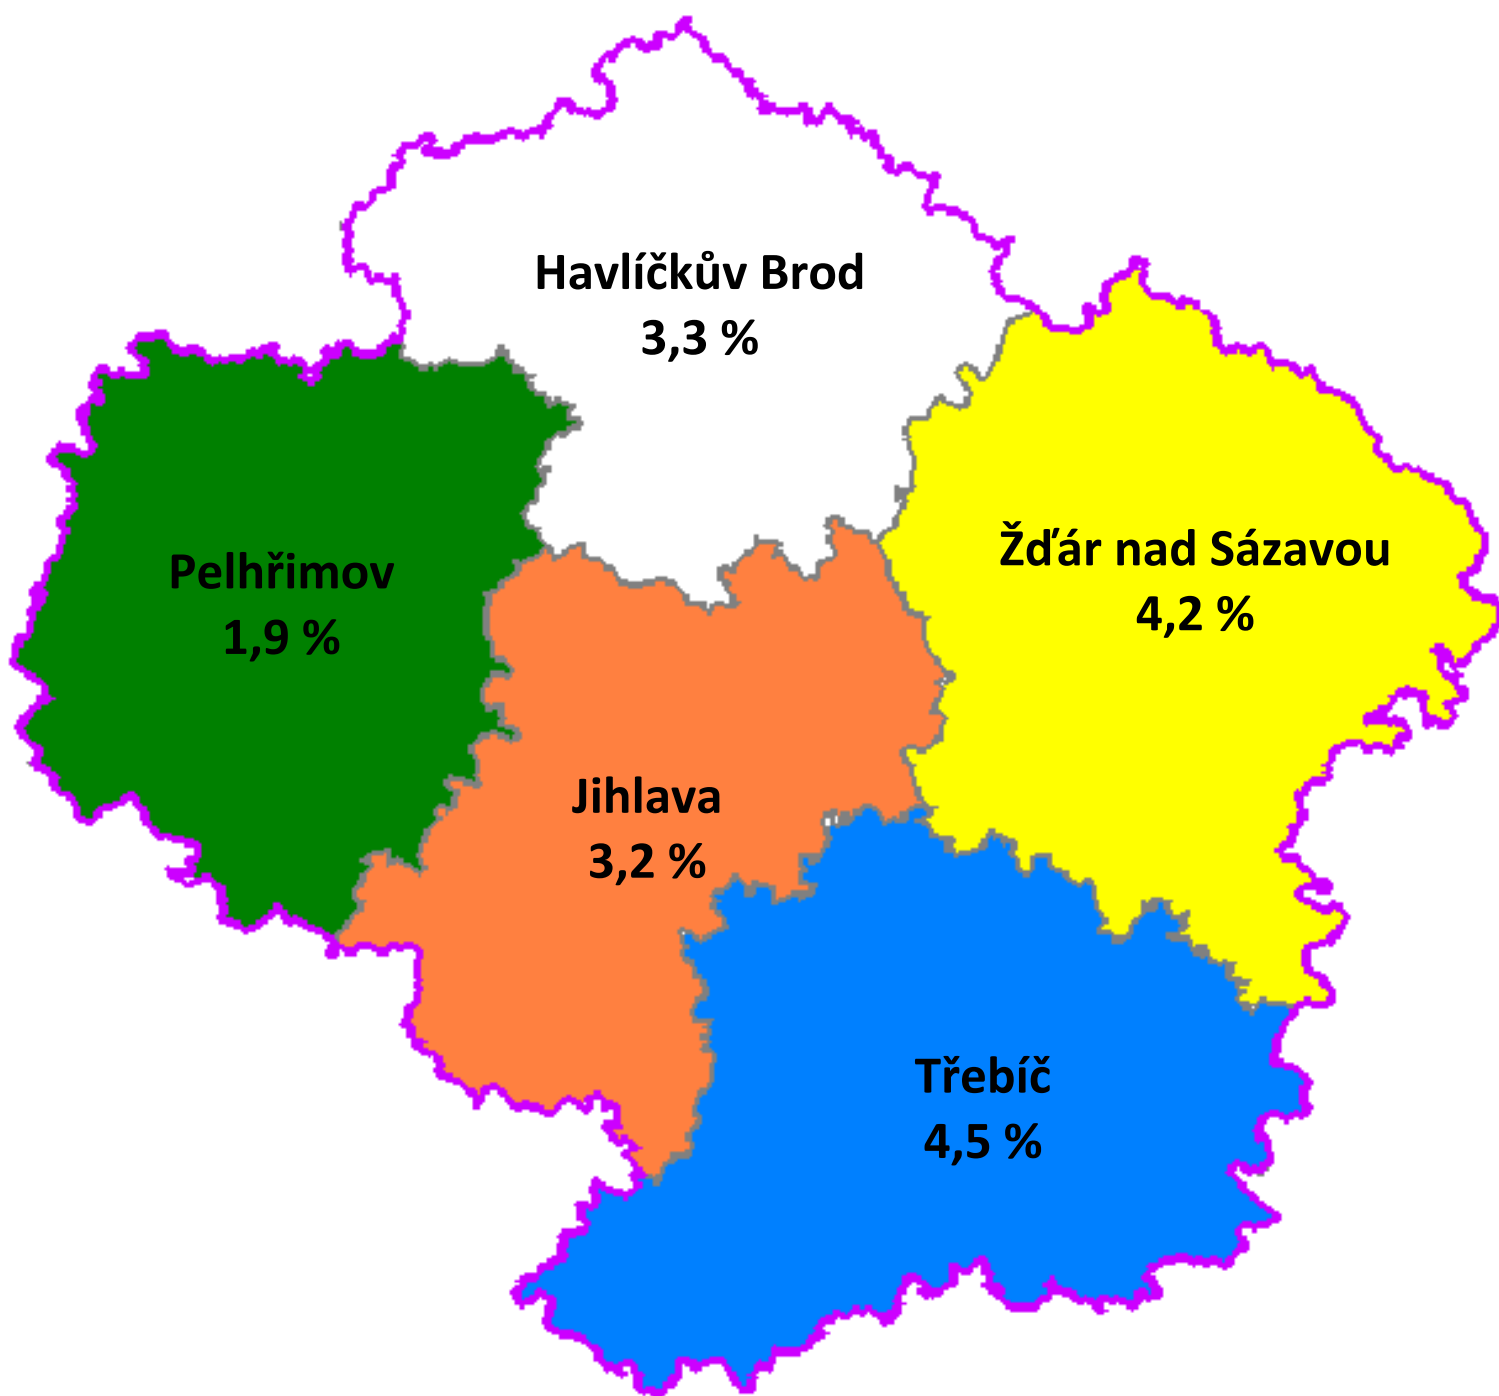 Havlíčkův Brod
3,3 %
Žďár nad Sázavou
4,2 %
Pelhřimov
1,9 %
Jihlava
3,2 %
Třebíč
4,5 %